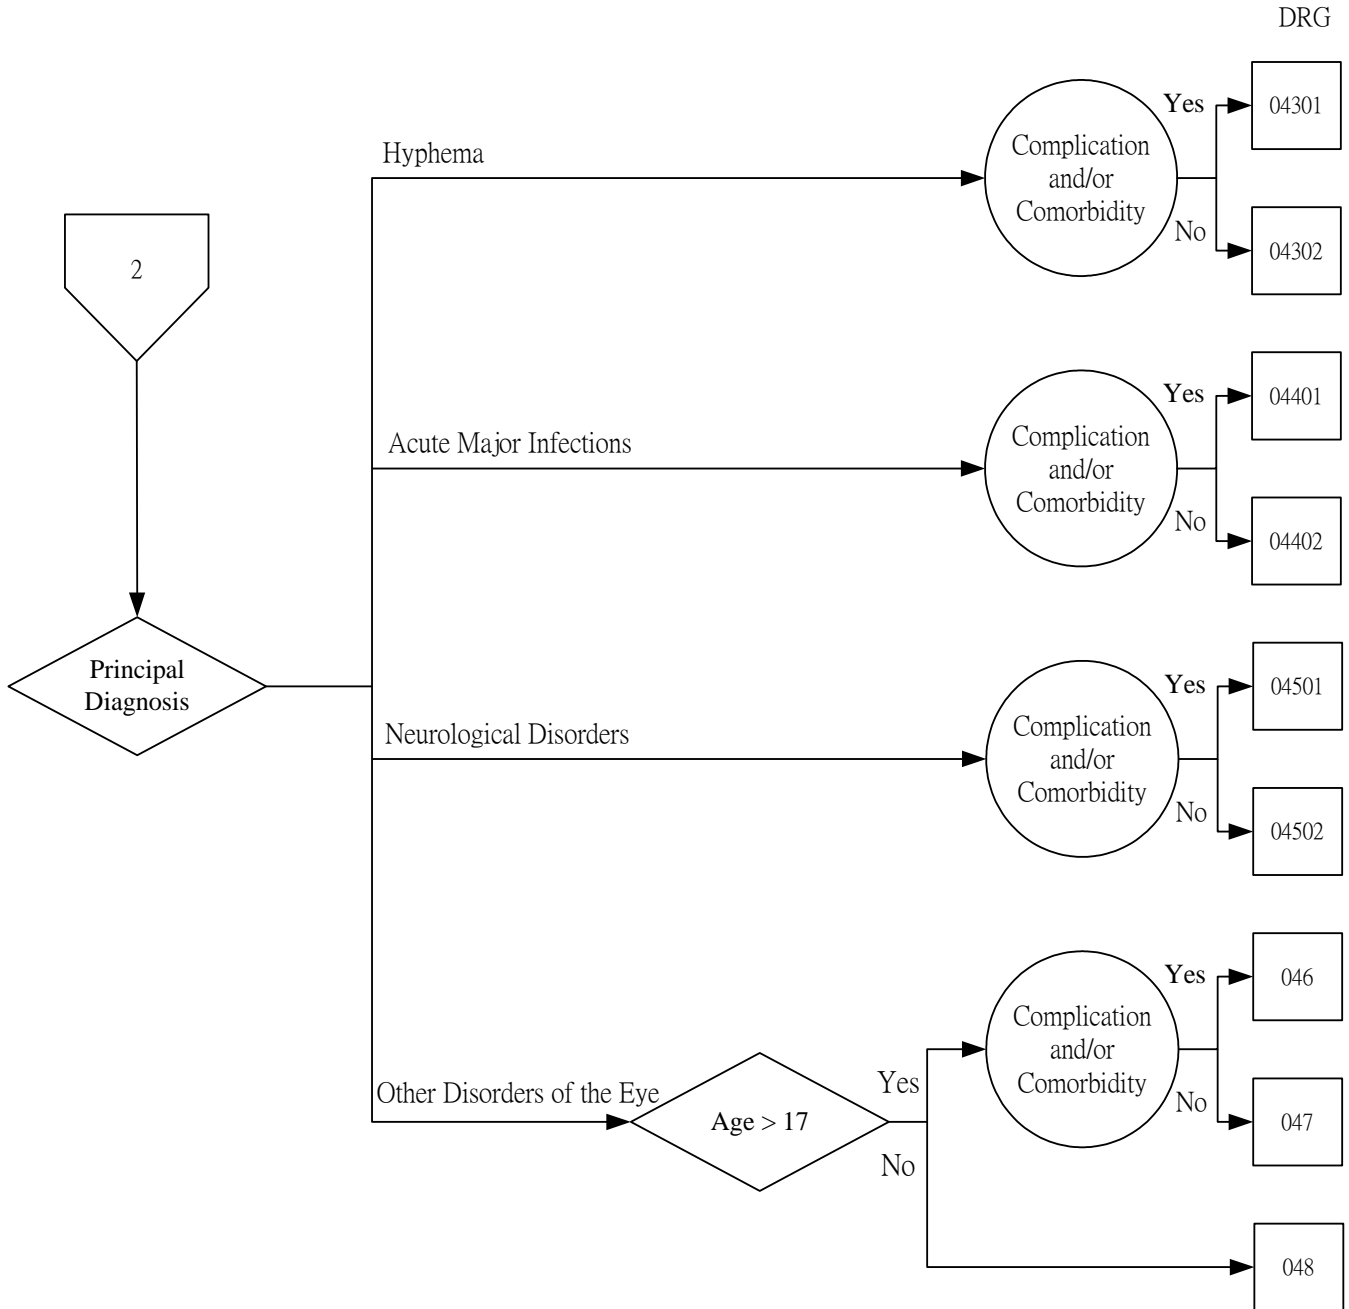 DRG
Hyphema
Complication
and/or
Comorbidity
Yes
No
04301
04302
2
Acute Major Infections
Complication
and/or
Comorbidity
Yes
No
04401
04402
Principal
Diagnosis
Neurological Disorders
Complication
and/or
Comorbidity
Yes
No
04501
04502
Other Disorders of the Eye
Age > 17
Yes
No
Complication
and/or
Comorbidity
Yes
No
046
047
048